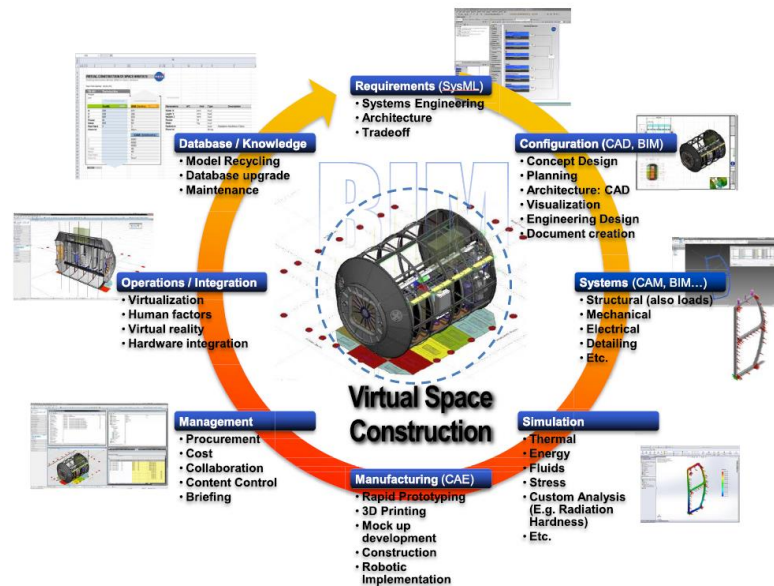 Requirements (SysML)
• Systems Engineering
• Architecture
• Tradeoff
Configuration (CAD, BIM)
• Concept Design
• Planning
• Architecture: CAD
• Visualization
• Engineering Design
• Document creation
Systems (CAM, BIM…)
• Structural (also loads)
• Mechanical
• Electrical
• Detailing
• Etc.
Simulation
• Thermal
• Energy
• Fluids
• Stress
• Custom Analysis
(E.g. Radiation
Hardness)
• Etc.
Manufacturing (CAE)
• Rapid Prototyping
• 3D Printing
• Mock up
development
• Construction
• Robotic
Implementation
Management
• Procurement
• Cost
• Collaboration
• Content Control
• Briefing
Operations / Integration
• Virtualization
• Human factors
• Virtual reality
• Hardware integration
Database / Knowledge
• Model Recycling
• Database upgrade
• Maintenance
BIM
Virtual Space
Construction